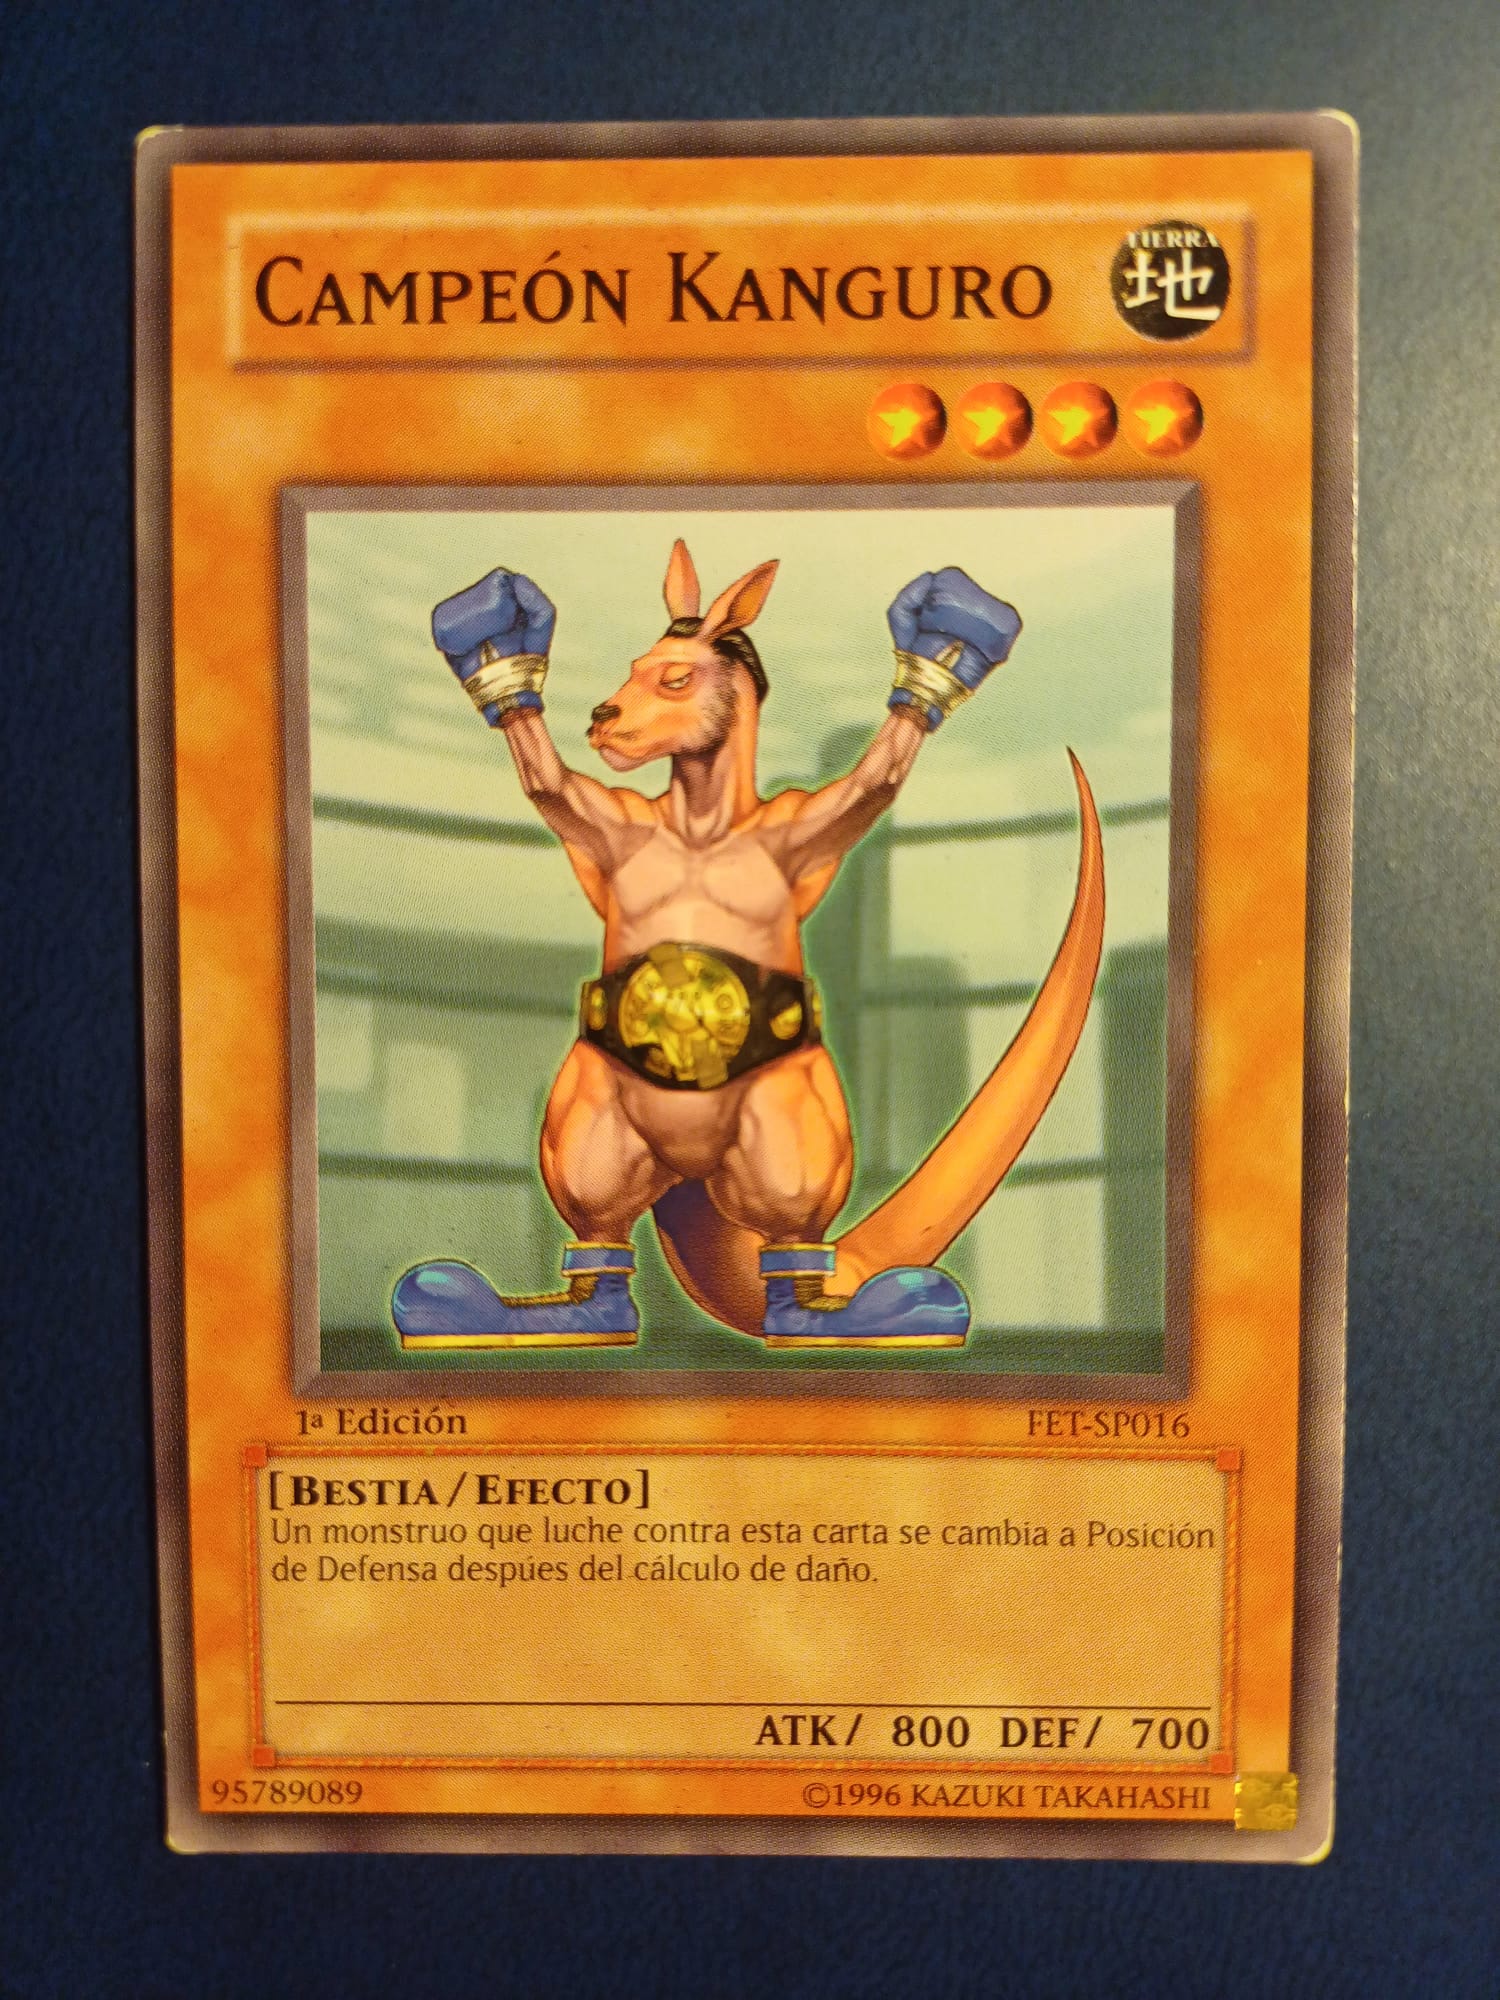 CAMPEÓN KANGURO
TIERRA
地
1ª Edición
FET-SP016
[BESTIA/EFECTO]
Un monstruo que luche contra esta carta se cambia a Posición
de Defensa despúes del cálculo de daño.
ATK/ 800 DEF/ 700
95789089
©1996 KAZUKI TAKAHASHI